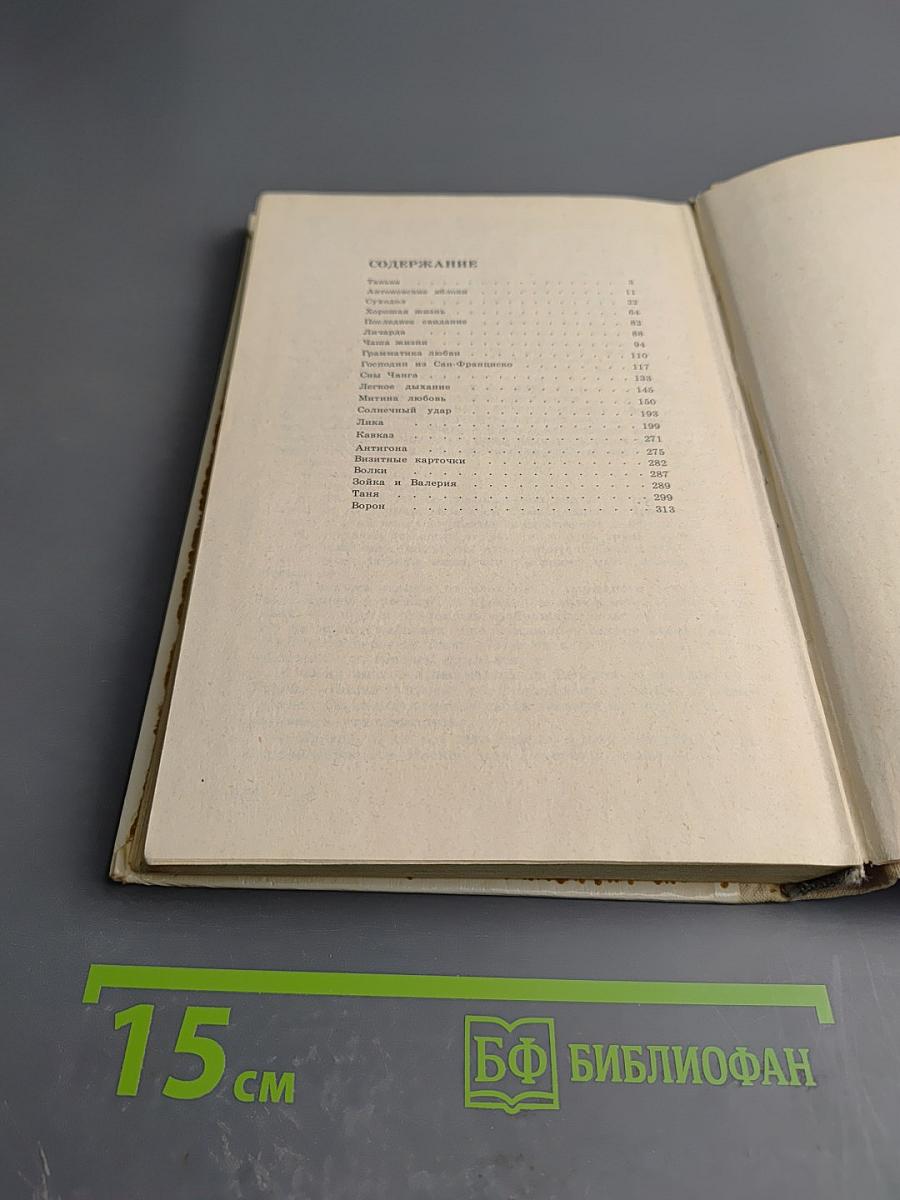 СОДЕРЖАНИЕ
Танька . . . . . . . . . . . . . 3
Антоновские яблоки . . . . . . . . . . 11
Суходол . . . . . . . . . . . . . 32
Хорошая жизнь . . . . . . . . . . . 64
Последнее свидание . . . . . . . . . . 82
Личарда . . . . . . . . . . . . . 88
Чаша жизни . . . . . . . . . . . . 94
Грамматика любви . . . . . . . . . . 110
Господин из Сан-Франциско . . . . . . . 117
Сны Чанга . . . . . . . . . . . . 133
Легкое дыхание . . . . . . . . . . . 145
Митина любовь . . . . . . . . . . . 150
Солнечный удар . . . . . . . . . . . 193
Лика . . . . . . . . . . . . . . 199
Кавказ . . . . . . . . . . . . . 271
Антигона . . . . . . . . . . . . . 275
Визитные карточки . . . . . . . . . . 282
Волки . . . . . . . . . . . . . . 287
Зойка и Валерия . . . . . . . . . . . 289
Таня . . . . . . . . . . . . . . 299
Ворон . . . . . . . . . . . . . . 313
15 см
БФ БИБЛИОФАН